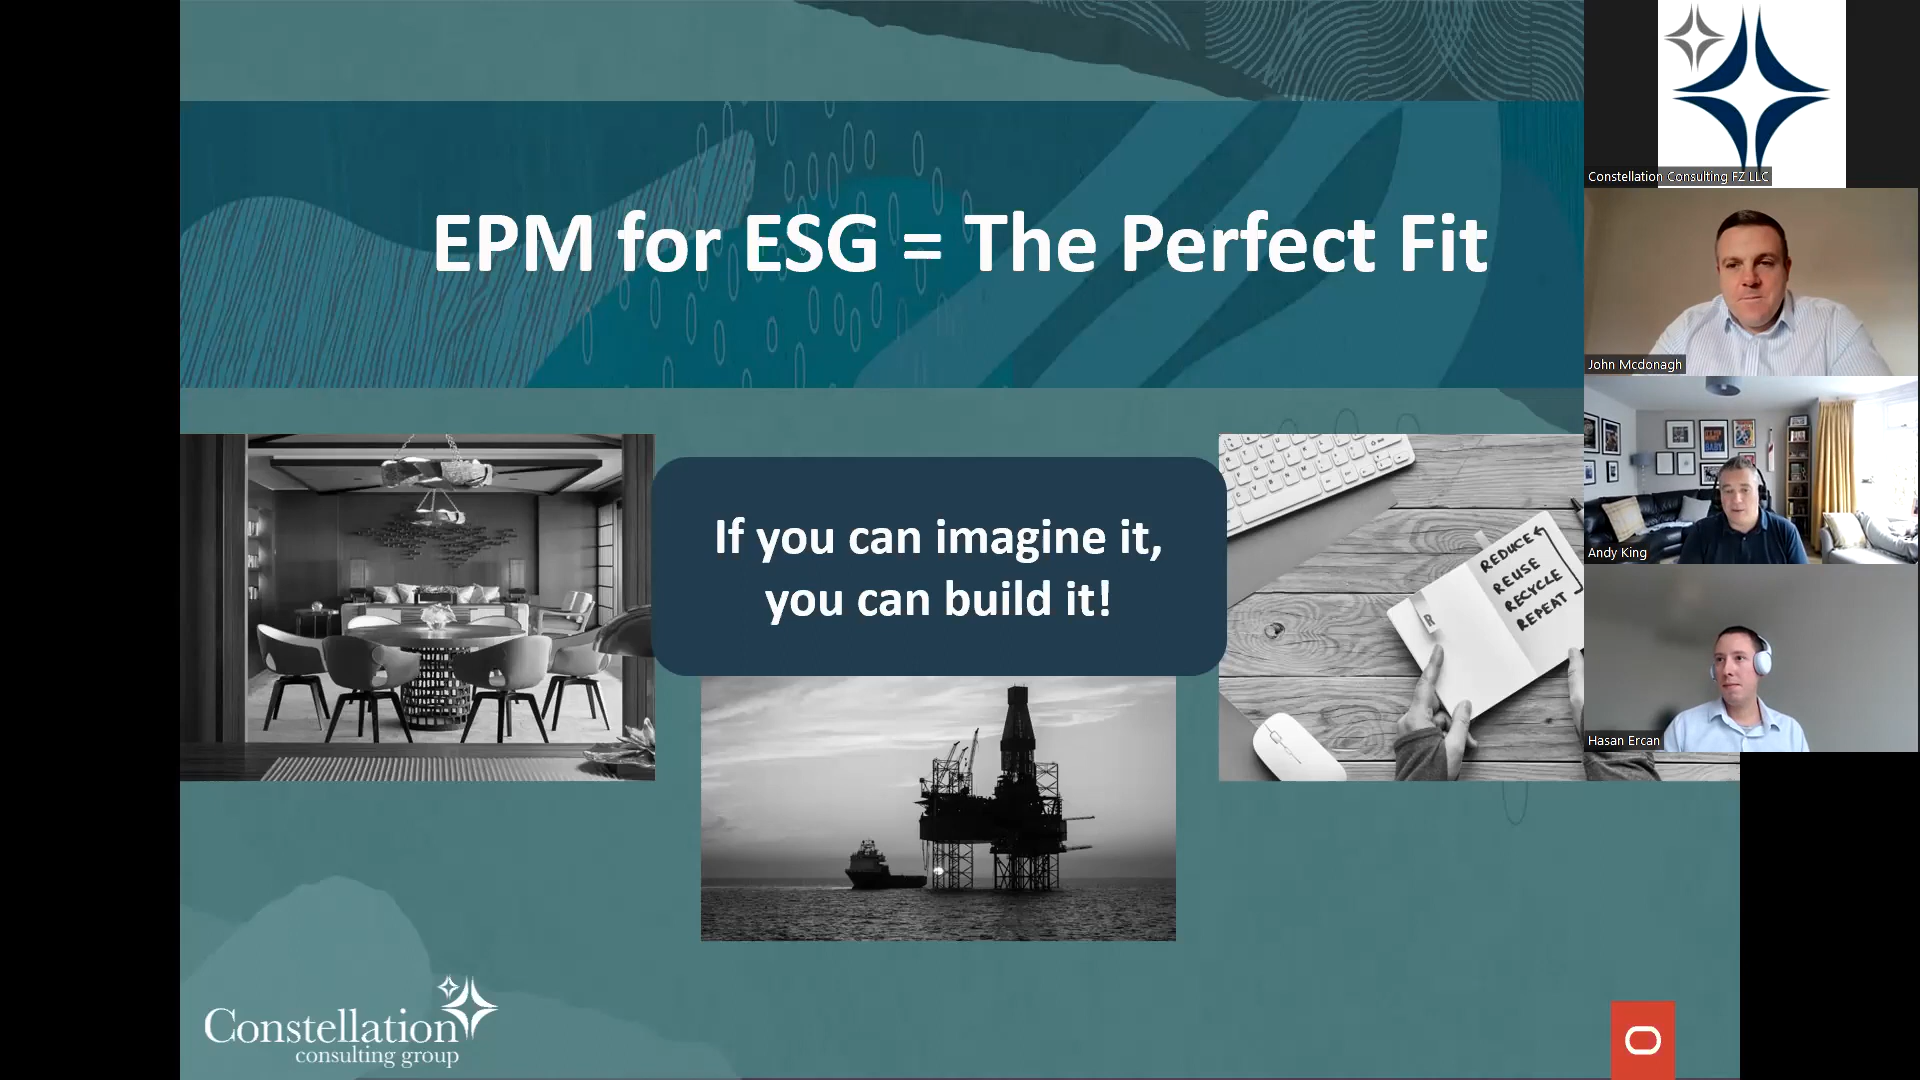 EPM for ESG = The Perfect Fit
If you can imagine it,
you can build it!
REDUCE
REUSE
RECYCLE
REPEAT
R
Constellation
consulting group
Constellation Consulting FZ LLC
John Mcdonagh
Andy King
Hasan Ercan